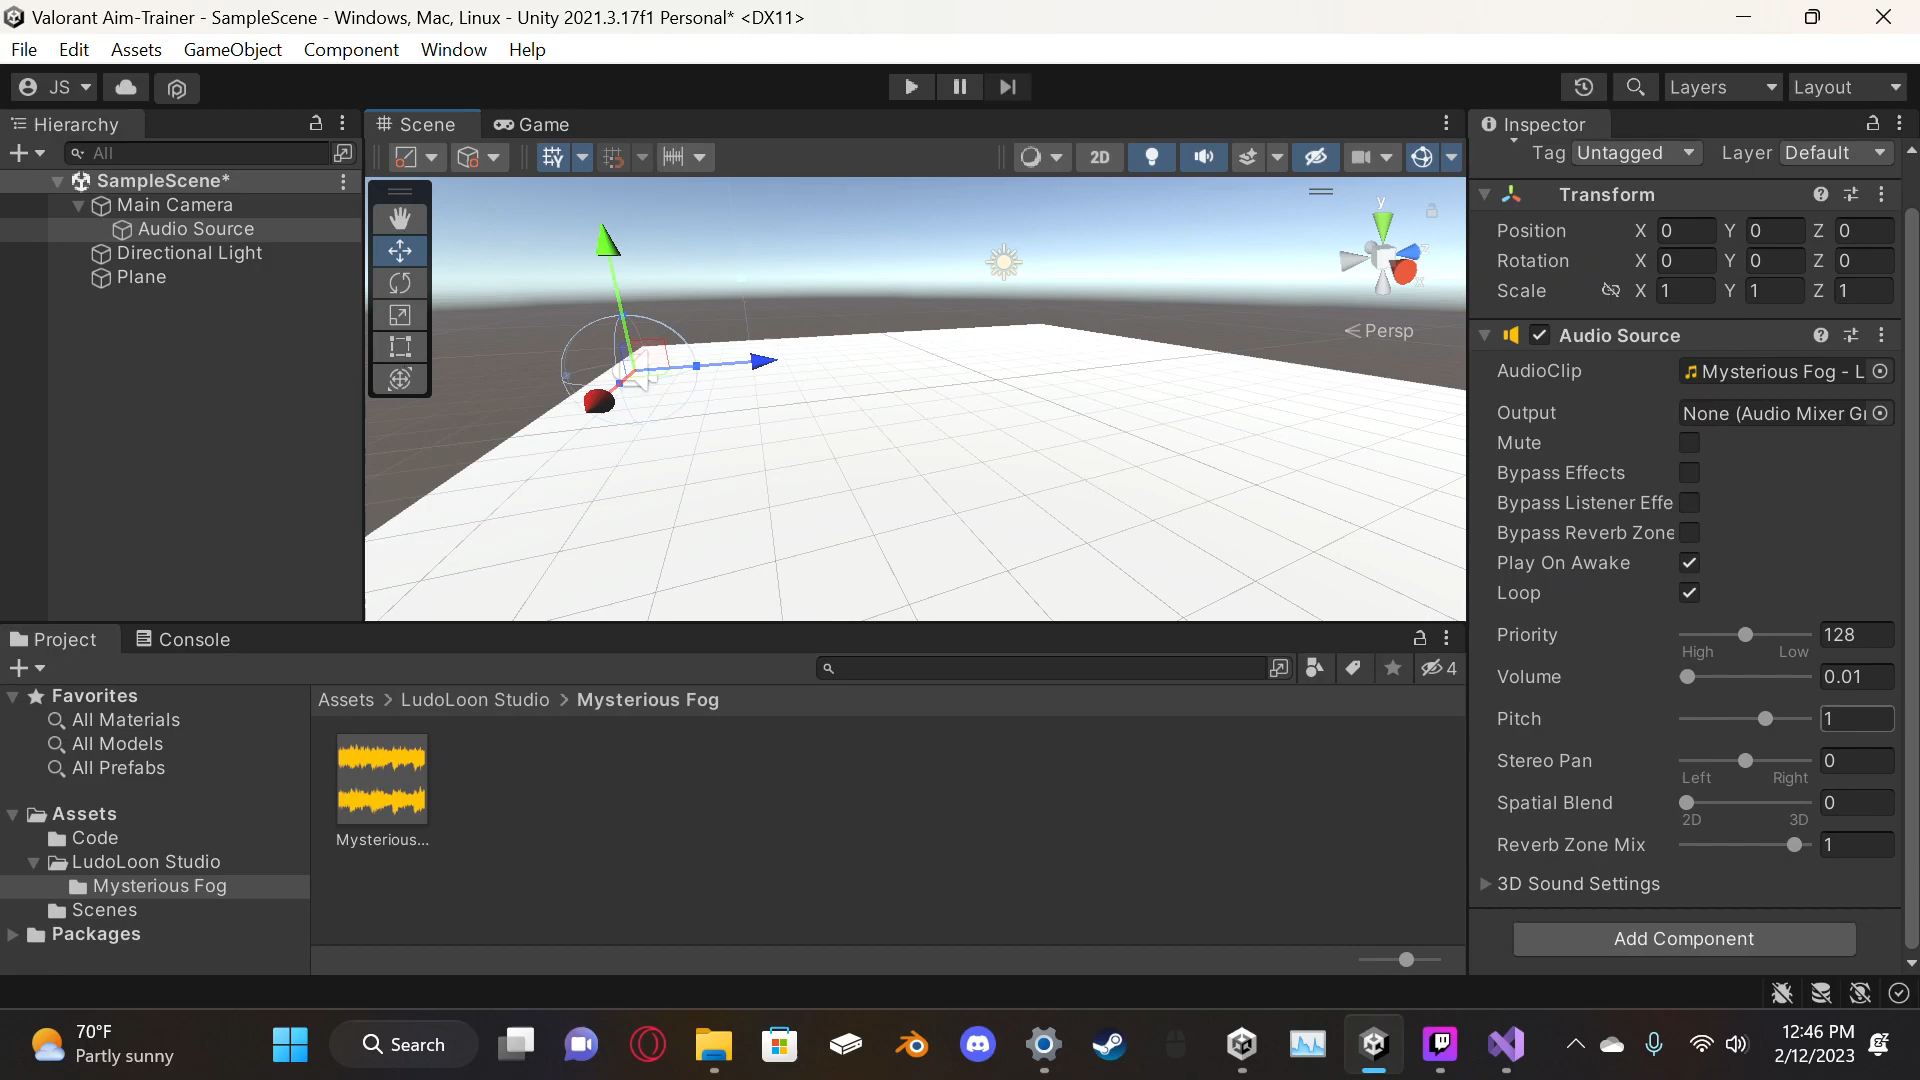 Valorant Aim-Trainer - SampleScene - Windows, Mac, Linux - Unity 2021.3.17f1 Personal* <DX11>
File Edit Assets GameObject Component Window Help
JS Layers Layout
Hierarchy
All
SampleScene*
Main Camera
Audio Source
Directional Light
Plane
Scene Game
2D
y
z
x
Persp
Inspector
Tag Untagged Layer Default
Transform
Position X 0 Y 0 Z 0
Rotation X 0 Y 0 Z 0
Scale X 1 Y 1 Z 1
Audio Source
AudioClip Mysterious Fog - L
Output None (Audio Mixer Gr
Mute
Bypass Effects
Bypass Listener Effe
Bypass Reverb Zone
Play On Awake
Loop
Priority 128
High Low
Volume 0.01
Pitch 1
Stereo Pan 0
Left Right
Spatial Blend 0
2D 3D
Reverb Zone Mix 1
3D Sound Settings
Add Component
Project Console
4
Favorites
All Materials
All Models
All Prefabs
Assets
Code
LudoLoon Studio
Mysterious Fog
Scenes
Packages
Assets > LudoLoon Studio > Mysterious Fog
Mysterious...
70°F
Partly sunny
Search
12:46 PM
2/12/2023